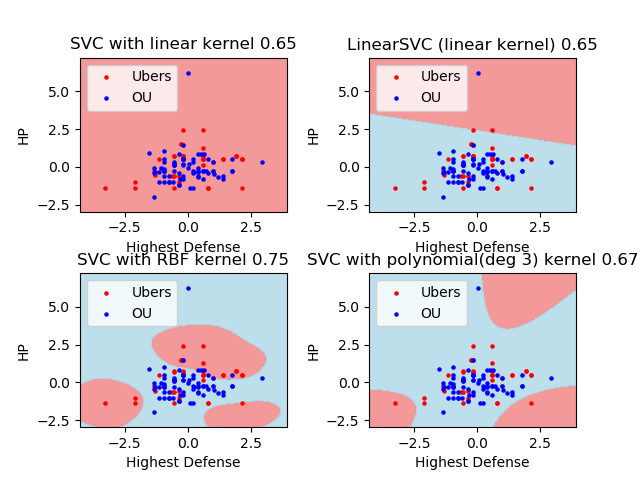 SVC with linear kernel 0.65
LinearSVC (linear kernel) 0.65
Ubers
OU
Ubers
OU
5.0
2.5
0.0
−2.5
5.0
2.5
0.0
−2.5
HP
HP
−2.5
0.0
2.5
−2.5
0.0
2.5
Highest Defense
Highest Defense
SVC with RBF kernel 0.75
SVC with polynomial(deg 3) kernel 0.67
Ubers
OU
Ubers
OU
5.0
2.5
0.0
−2.5
5.0
2.5
0.0
−2.5
HP
HP
−2.5
0.0
2.5
−2.5
0.0
2.5
Highest Defense
Highest Defense